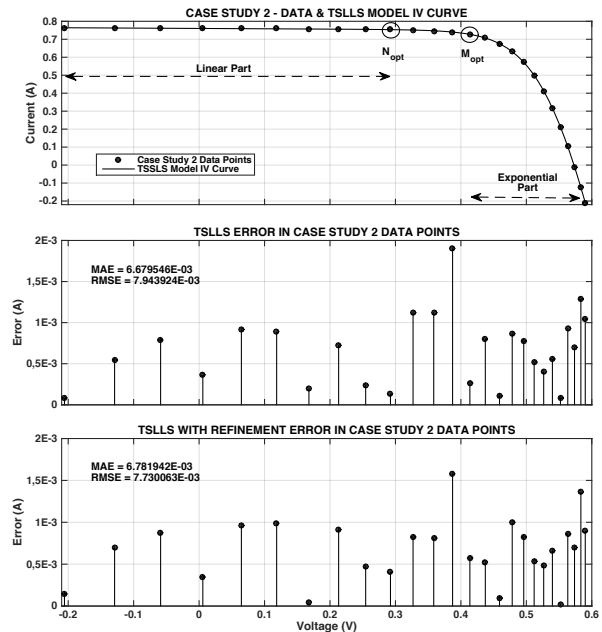 CASE STUDY 2 - DATA & TSLLS MODEL IV CURVE
0.8
0.7
0.6
0.5
0.4
0.3
0.2
0.1
0
-0.1
-0.2
Current (A)
Nopt
Mopt
Linear Part
Case Study 2 Data Points
TSSLS Model IV Curve
Exponential
Part
TSLLS ERROR IN CASE STUDY 2 DATA POINTS
2E-3
1,5E-3
1E-3
0,5E-3
0
Error (A)
MAE = 6.679546E-03
RMSE = 7.943924E-03
TSLLS WITH REFINEMENT ERROR IN CASE STUDY 2 DATA POINTS
2E-3
1,5E-3
1E-3
0,5E-3
0
Error (A)
MAE = 6.781942E-03
RMSE = 7.730063E-03
-0.2 -0.1 0 0.1 0.2 0.3 0.4 0.5 0.6
Voltage (V)